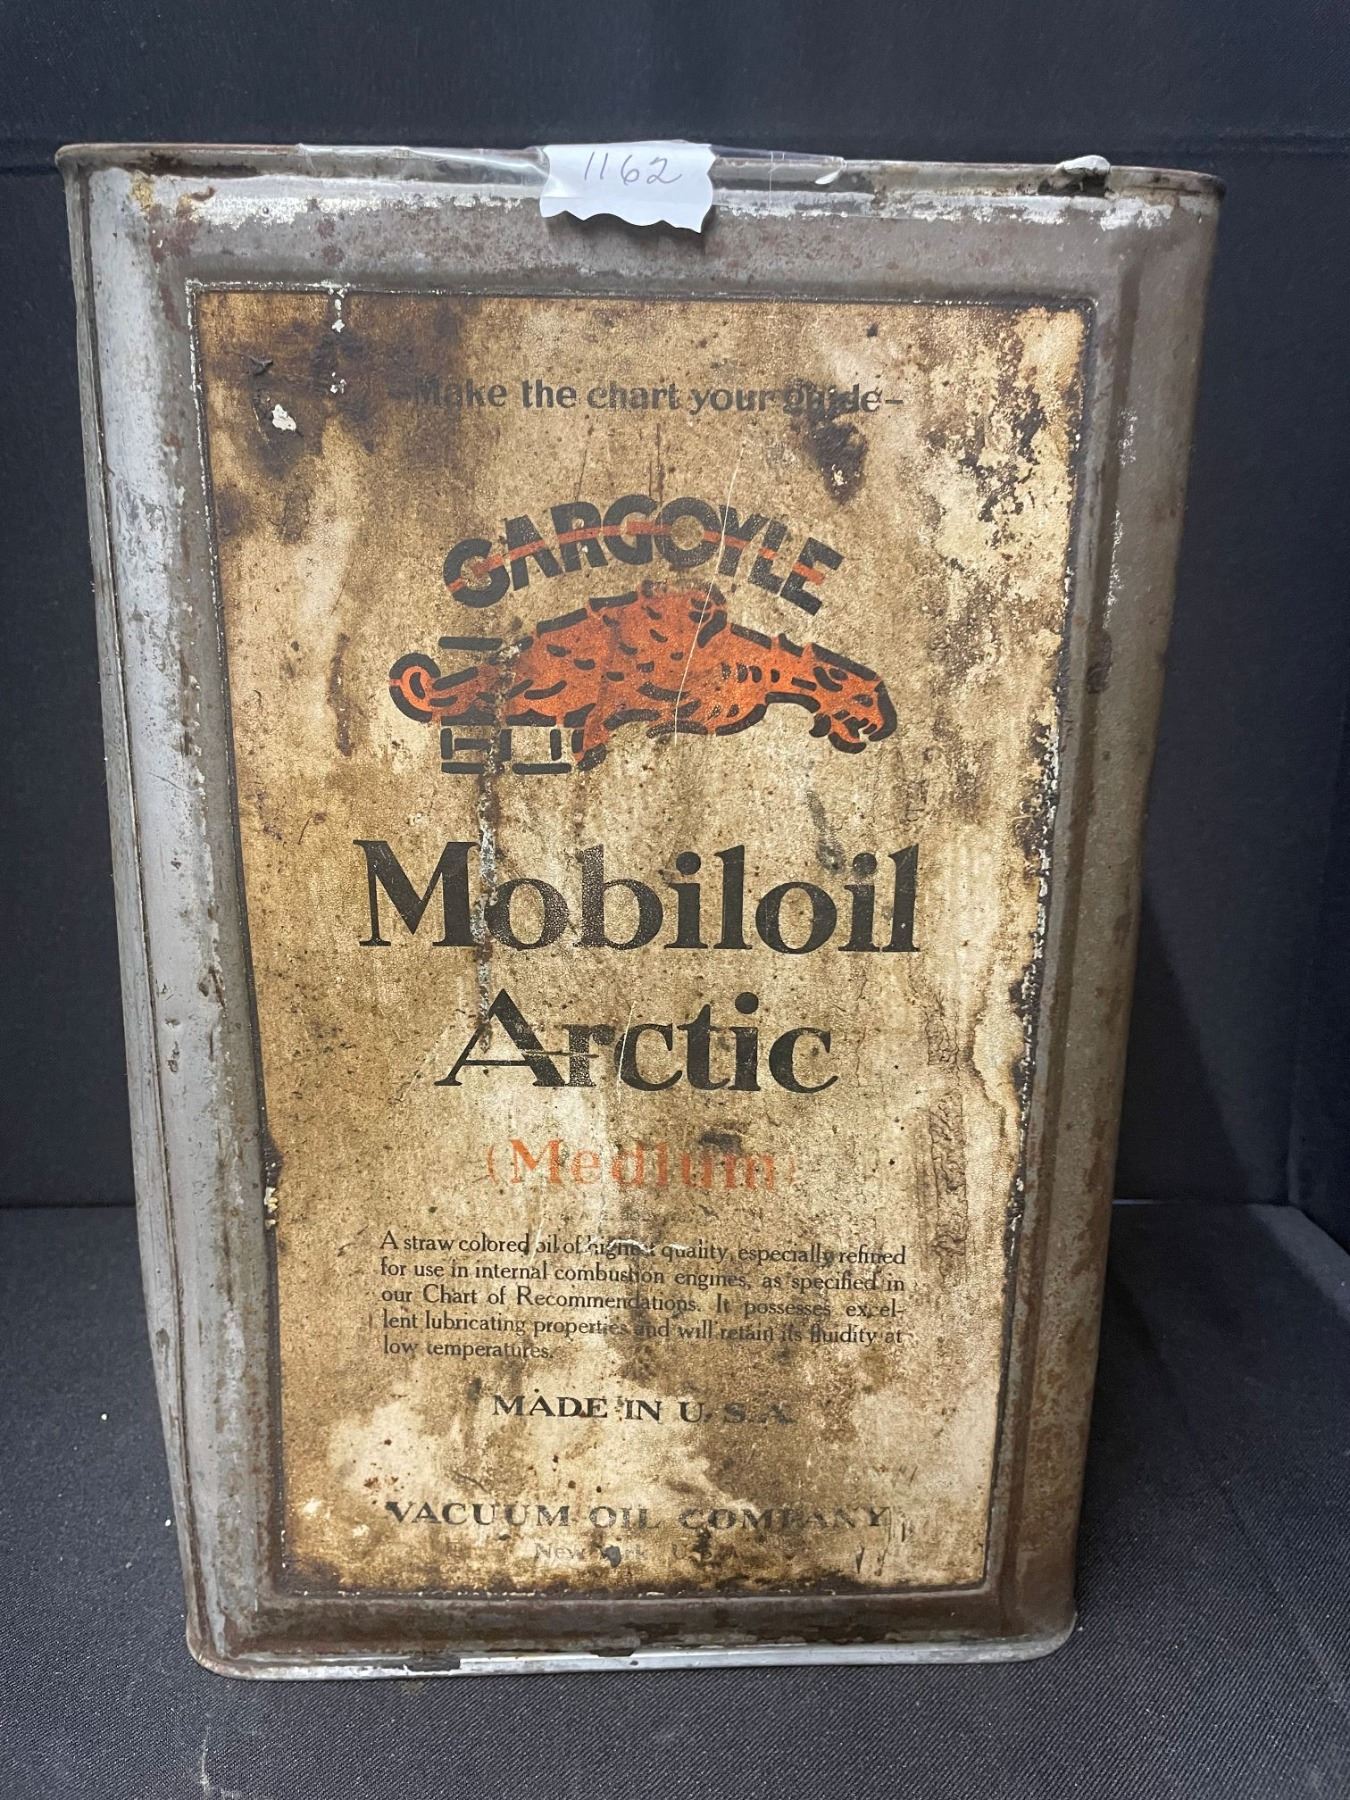 1162
-Make the chart your guide-
GARGOYLE
Mobiloil
Arctic
(Medium)
A straw colored oil of highest quality, especially refined
for use in internal combustion engines, as specified in
our Chart of Recommendations. It possesses excel-
lent lubricating properties and will retain its fluidity at
low temperatures.
MADE IN U.S.A.
VACUUM OIL COMPANY
New York U.S.A.